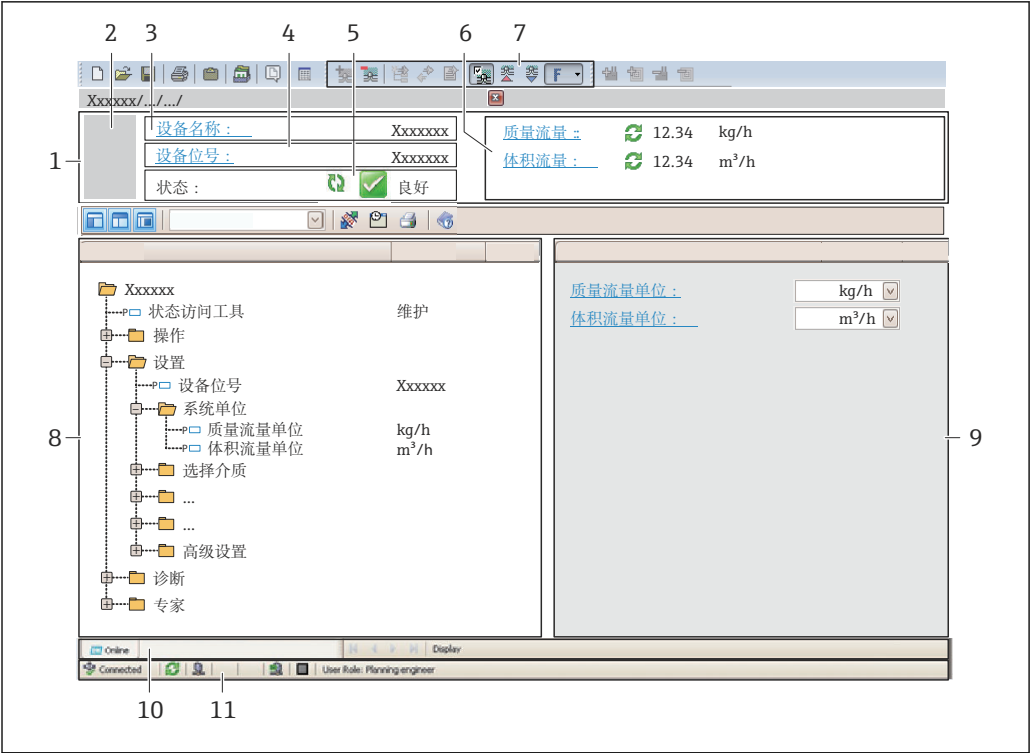 2 3 4 5 6 7
F
Xxxxxx/.../.../
1
设备名称： Xxxxxxx
设备位号： Xxxxxxx
状态： 良好
质量流量：: 12.34 kg/h
体积流量： 12.34 m³/h
Xxxxxx
状态访问工具 维护
操作
设置
P 设备位号 Xxxxxx
系统单位
P 质量流量单位 kg/h
P 体积流量单位 m³/h
选择介质
...
...
高级设置
诊断
专家
8
质量流量单位： kg/h
体积流量单位： m³/h
9
Online Display
Connected User Role: Planning engineer
10 11